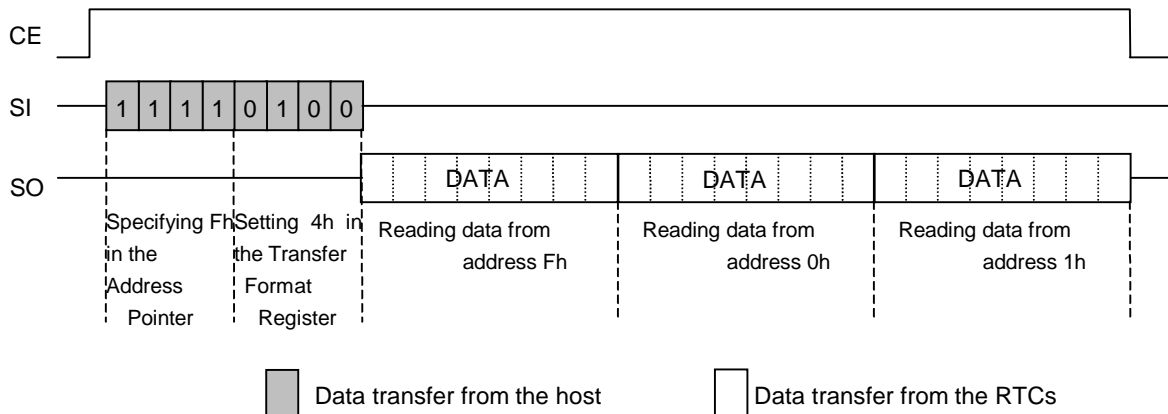 CE
SI
1 1 1 1 0 1 0 0
SO
DATA DATA DATA
Specifying Fh
in the
Address
Pointer
Setting 4h in
the Transfer
Format
Register
Reading data from
address Fh
Reading data from
address 0h
Reading data from
address 1h
Data transfer from the host
Data transfer from the RTCs